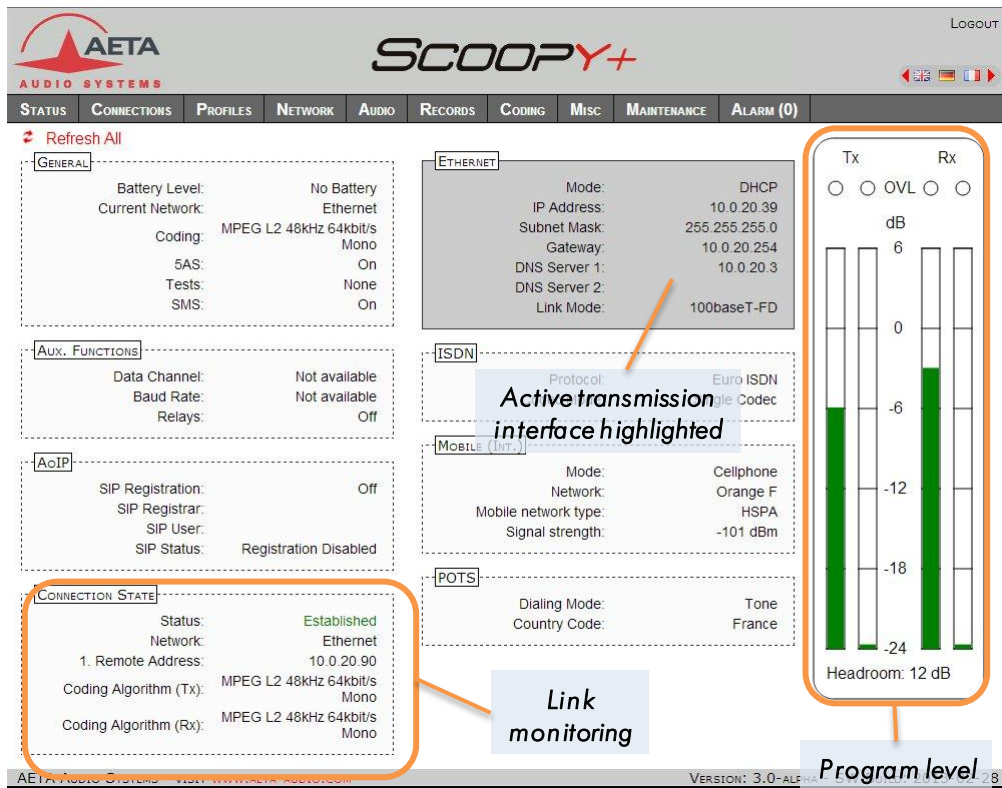 AETA
AUDIO SYSTEMS
SCOOPY+
LOGOUT
STATUS CONNECTIONS PROFILES NETWORK AUDIO RECORDS CODING MISC MAINTENANCE ALARM (0)
Refresh All
GENERAL
Battery Level: No Battery
Current Network: Ethernet
Coding: MPEG L2 48kHz 64kbit/s Mono
5AS: On
Tests: None
SMS: On
AUX. FUNCTIONS
Data Channel: Not available
Baud Rate: Not available
Relays: Off
AoIP
SIP Registration: Off
SIP Registrar:
SIP User:
SIP Status: Registration Disabled
CONNECTION STATE
Status: Established
Network: Ethernet
1. Remote Address: 10.0.20.90
Coding Algorithm (Tx): MPEG L2 48kHz 64kbit/s Mono
Coding Algorithm (Rx): MPEG L2 48kHz 64kbit/s Mono
ETHERNET
Mode: DHCP
IP Address: 10.0.20.39
Subnet Mask: 255.255.255.0
Gateway: 10.0.20.254
DNS Server 1: 10.0.20.3
DNS Server 2:
Link Mode: 100baseT-FD
ISDN
Protocol: Euro ISDN
Codec
Active transmission
interface highlighted
MOBILE (INT.)
Mode: Cellphone
Network: Orange F
Mobile network type: HSPA
Signal strength: -101 dBm
POTS
Dialing Mode: Tone
Country Code: France
Link
monitoring
Tx Rx
OVL
dB
6
0
-6
-12
-18
-24
Headroom: 12 dB
Program level
AETA AUDIO SYSTEMS - VISIT WWW.AETA-AUDIO.COM
VERSION: 3.0-ALPHA